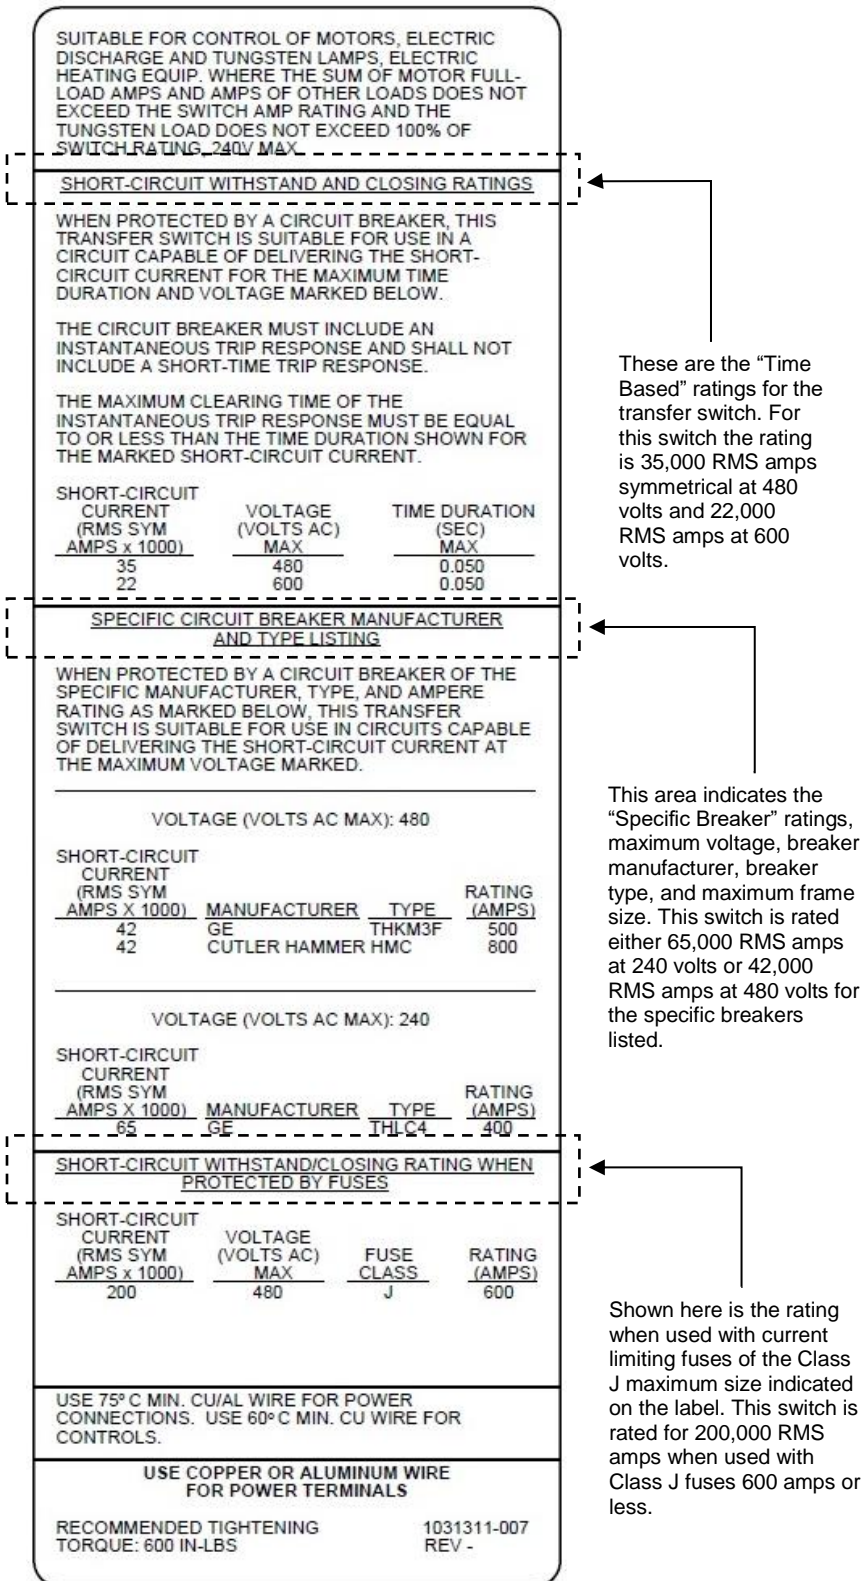 SUITABLE FOR CONTROL OF MOTORS, ELECTRIC
DISCHARGE AND TUNGSTEN LAMPS, ELECTRIC
HEATING EQUIP. WHERE THE SUM OF MOTOR FULL-
LOAD AMPS AND AMPS OF OTHER LOADS DOES NOT
EXCEED THE SWITCH AMP RATING AND THE
TUNGSTEN LOAD DOES NOT EXCEED 100% OF
SWITCH RATING, 240V MAX
SHORT-CIRCUIT WITHSTAND AND CLOSING RATINGS
WHEN PROTECTED BY A CIRCUIT BREAKER, THIS
TRANSFER SWITCH IS SUITABLE FOR USE IN A
CIRCUIT CAPABLE OF DELIVERING THE SHORT-
CIRCUIT CURRENT FOR THE MAXIMUM TIME
DURATION AND VOLTAGE MARKED BELOW.
THE CIRCUIT BREAKER MUST INCLUDE AN
INSTANTANEOUS TRIP RESPONSE AND SHALL NOT
INCLUDE A SHORT-TIME TRIP RESPONSE.
THE MAXIMUM CLEARING TIME OF THE
INSTANTANEOUS TRIP RESPONSE MUST BE EQUAL
TO OR LESS THAN THE TIME DURATION SHOWN FOR
THE MARKED SHORT-CIRCUIT CURRENT.
SHORT-CIRCUIT
CURRENT VOLTAGE TIME DURATION
(RMS SYM (VOLTS AC) (SEC)
AMPS x 1000) MAX MAX
35 480 0.050
22 600 0.050
These are the “Time
Based” ratings for the
transfer switch. For
this switch the rating
is 35,000 RMS amps
symmetrical at 480
volts and 22,000
RMS amps at 600
volts.
SPECIFIC CIRCUIT BREAKER MANUFACTURER
AND TYPE LISTING
WHEN PROTECTED BY A CIRCUIT BREAKER OF THE
SPECIFIC MANUFACTURER, TYPE, AND AMPERE
RATING AS MARKED BELOW, THIS TRANSFER
SWITCH IS SUITABLE FOR USE IN CIRCUITS CAPABLE
OF DELIVERING THE SHORT-CIRCUIT CURRENT AT
THE MAXIMUM VOLTAGE MARKED.
VOLTAGE (VOLTS AC MAX): 480
SHORT-CIRCUIT
CURRENT
(RMS SYM RATING
AMPS X 1000) MANUFACTURER TYPE (AMPS)
42 GE THKM3F 500
42 CUTLER HAMMER HMC 800
VOLTAGE (VOLTS AC MAX): 240
SHORT-CIRCUIT
CURRENT
(RMS SYM RATING
AMPS X 1000) MANUFACTURER TYPE (AMPS)
65 GE THLC4 400
This area indicates the
“Specific Breaker” ratings,
maximum voltage, breaker
manufacturer, breaker
type, and maximum frame
size. This switch is rated
either 65,000 RMS amps
at 240 volts or 42,000
RMS amps at 480 volts for
the specific breakers
listed.
SHORT-CIRCUIT WITHSTAND/CLOSING RATING WHEN
PROTECTED BY FUSES
SHORT-CIRCUIT
CURRENT VOLTAGE
(RMS SYM (VOLTS AC) FUSE RATING
AMPS x 1000) MAX CLASS (AMPS)
200 480 J 600
Shown here is the rating
when used with current
limiting fuses of the Class
J maximum size indicated
on the label. This switch is
rated for 200,000 RMS
amps when used with
Class J fuses 600 amps or
less.
USE 75º C MIN. CU/AL WIRE FOR POWER
CONNECTIONS. USE 60º C MIN. CU WIRE FOR
CONTROLS.
USE COPPER OR ALUMINUM WIRE
FOR POWER TERMINALS
RECOMMENDED TIGHTENING 1031311-007
TORQUE: 600 IN-LBS REV -